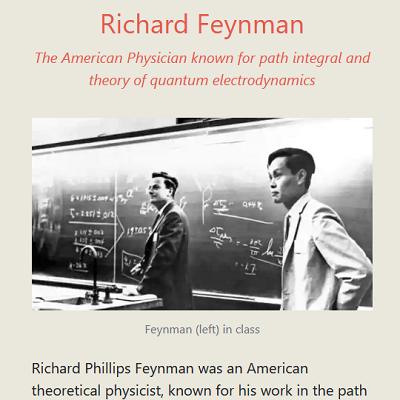 Richard Feynman
The American Physician known for path integral and
theory of quantum electrodynamics
Feynman (left) in class
Richard Phillips Feynman was an American
theoretical physicist, known for his work in the path